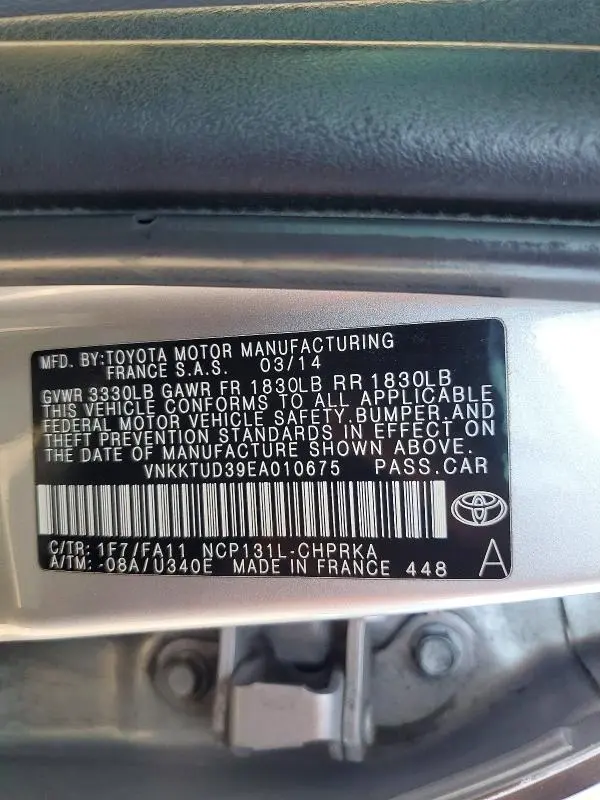 MFD. BY:TOYOTA MOTOR MANUFACTURING
FRANCE S.A.S. 03/14
GVWR 3330LB GAWR FR 1830LB RR 1830LB
THIS VEHICLE CONFORMS TO ALL APPLICABLE
FEDERAL MOTOR VEHICLE SAFETY,BUMPER,AND
THEFT PREVENTION STANDARDS IN EFFECT ON
THE DATE OF MANUFACTURE SHOWN ABOVE.
VNKKTUD39EA010675 PASS.CAR
C/TR: 1F7/FA11 NCP131L-CHPRKA
A/TM: -08A/U340E MADE IN FRANCE 448 A